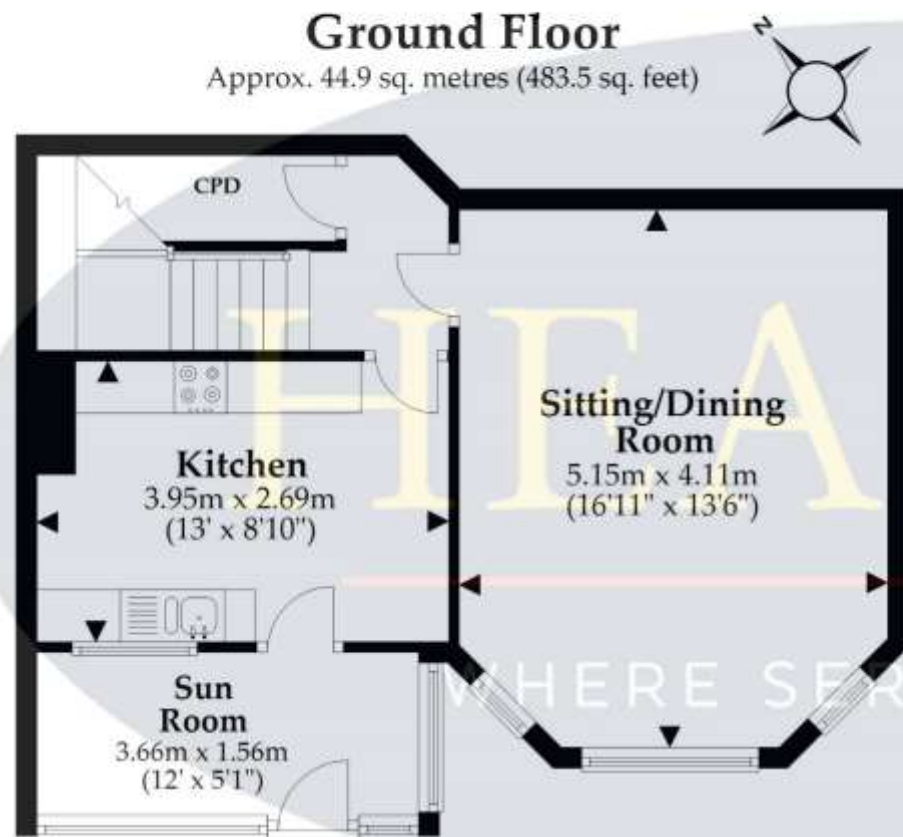 Ground Floor
Approx. 44.9 sq. metres (483.5 sq. feet)
N
CPD
Sitting/Dining
Room
5.15m x 4.11m
(16'11" x 13'6")
Kitchen
3.95m x 2.69m
(13' x 8'10")
Sun
Room
3.66m x 1.56m
(12' x 5'1")
HEA
WHERE SER